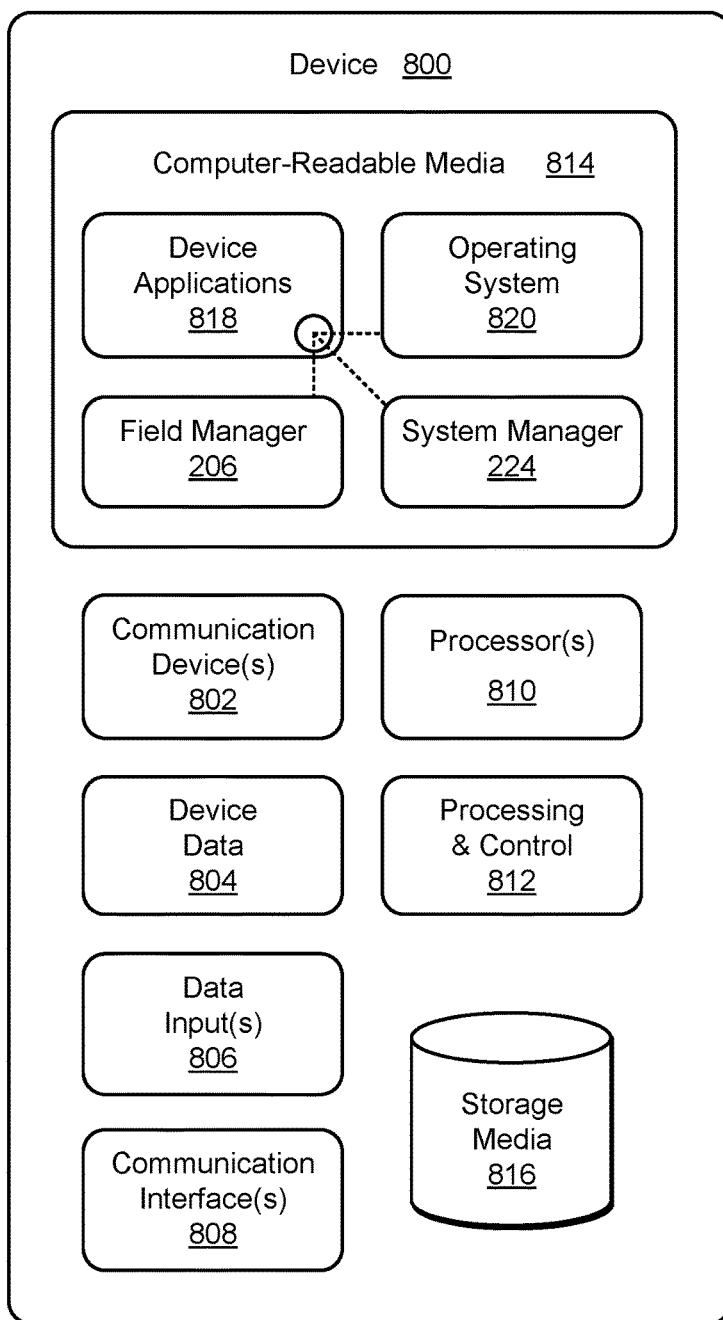 Device 800
Computer-Readable Media 814
Device
Applications
818
Operating
System
820
Field Manager
206
System Manager
224
Communication
Device(s)
802
Processor(s)
810
Device
Data
804
Processing
& Control
812
Data
Input(s)
806
Storage
Media
816
Communication
Interface(s)
808